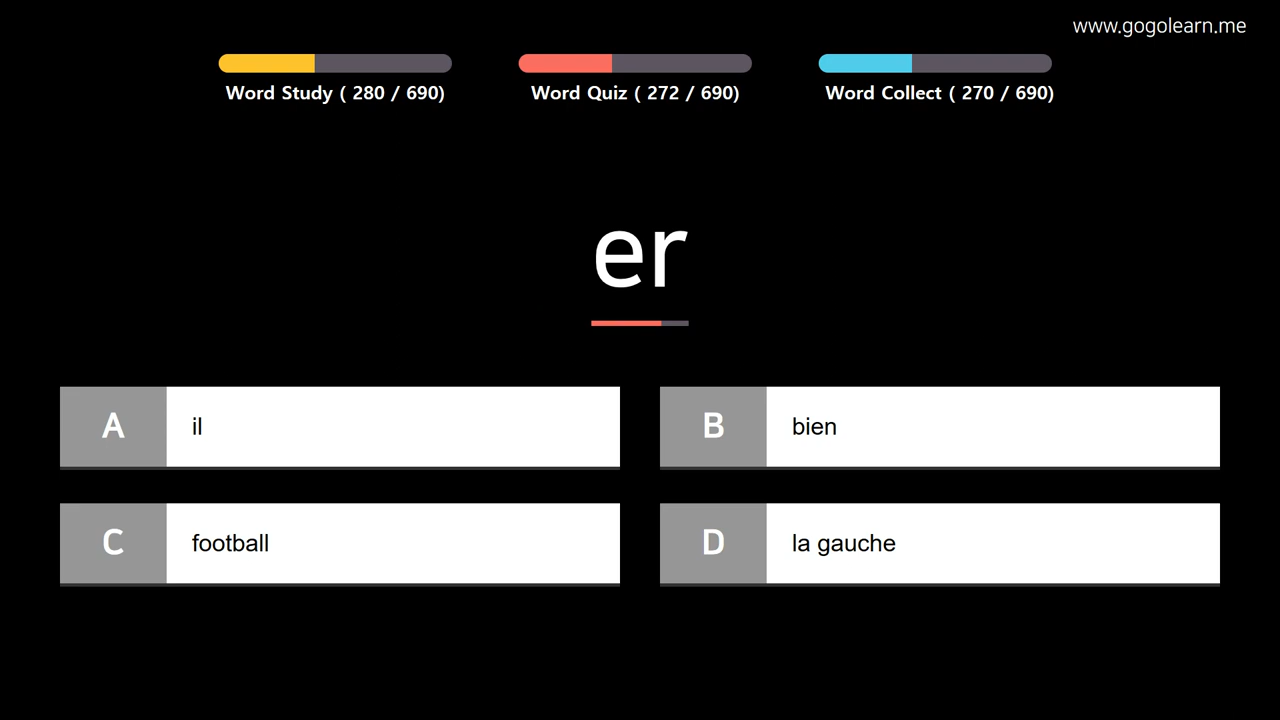 www.gogolearn.me
Word Study ( 280 / 690)
Word Quiz ( 272 / 690)
Word Collect ( 270 / 690)
er
A il
B bien
C football
D la gauche